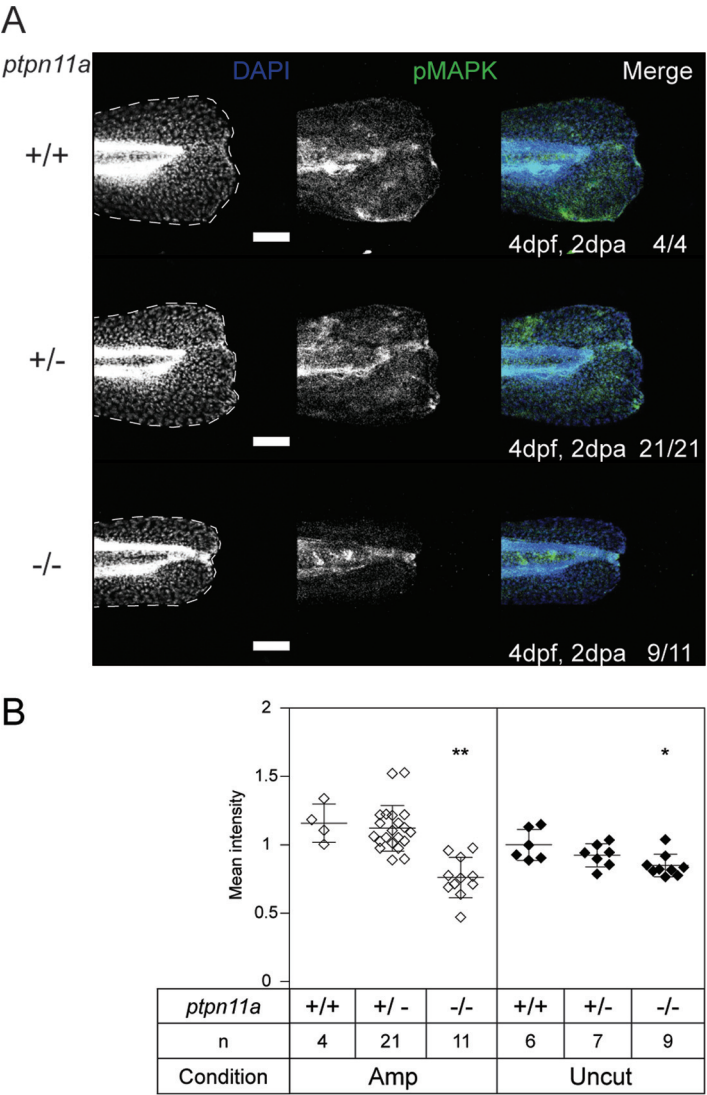 A
ptpn11a DAPI pMAPK Merge
+/+
4dpf, 2dpa 4/4
+/-
4dpf, 2dpa 21/21
-/-
4dpf, 2dpa 9/11
B
Mean intensity
2
1.5
1
0.5
0
** *
ptpn11a +/+ +/ - -/- +/+ +/- -/-
n 4 21 11 6 7 9
Condition Amp Uncut